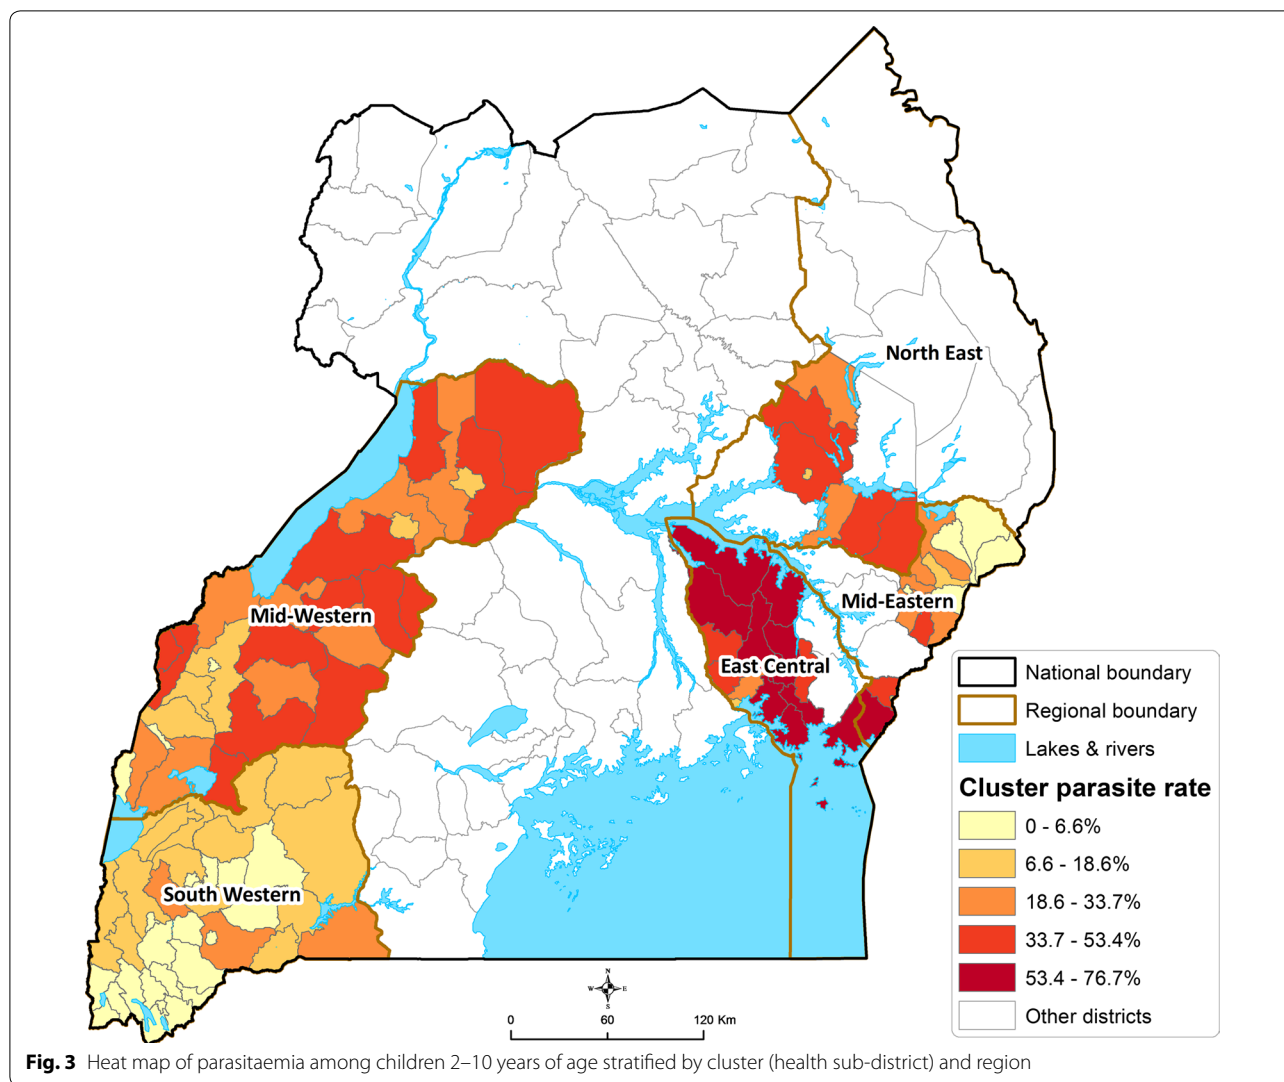 North East
Mid-Western
Mid-Eastern
East Central
South Western
National boundary
Regional boundary
Lakes & rivers
Cluster parasite rate
0 - 6.6%
6.6 - 18.6%
18.6 - 33.7%
33.7 - 53.4%
53.4 - 76.7%
Other districts
N
W E
S
0 60 120 Km
Fig. 3 Heat map of parasitaemia among children 2–10 years of age stratified by cluster (health sub-district) and region